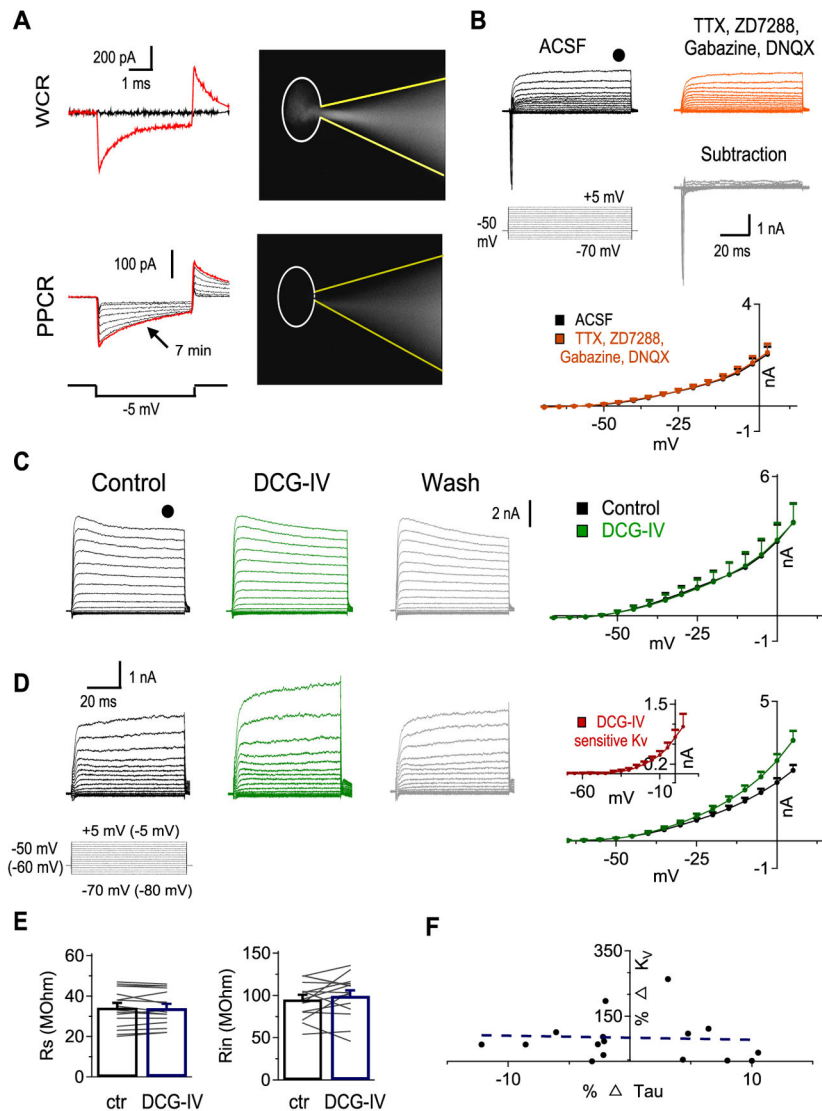 A
WCR
200 pA
1 ms
PPCR
100 pA
7 min
-5 mV
B
ACSF
TTX, ZD7288,
Gabazine, DNQX
Subtraction
+5 mV
-50
mV
-70 mV
1 nA
20 ms
ACSF
TTX, ZD7288,
Gabazine, DNQX
4
nA
-50
-25
-1
mV
C
Control
DCG-IV
Wash
2 nA
6
Control
DCG-IV
nA
-50
-25
mV
-1
D
1 nA
20 ms
+5 mV (-5 mV)
-50 mV
(-60 mV)
-70 mV (-80 mV)
DCG-IV
sensitive Kv
1.5
nA
0.2
-60
-10
mV
5
nA
-50
-25
mV
-1
E
Rs (MOhm)
60
40
20
0
ctr
DCG-IV
Rin (MOhm)
150
100
50
0
ctr
DCG-IV
F
350
% △ Kv
150
-10
10
% △ Tau